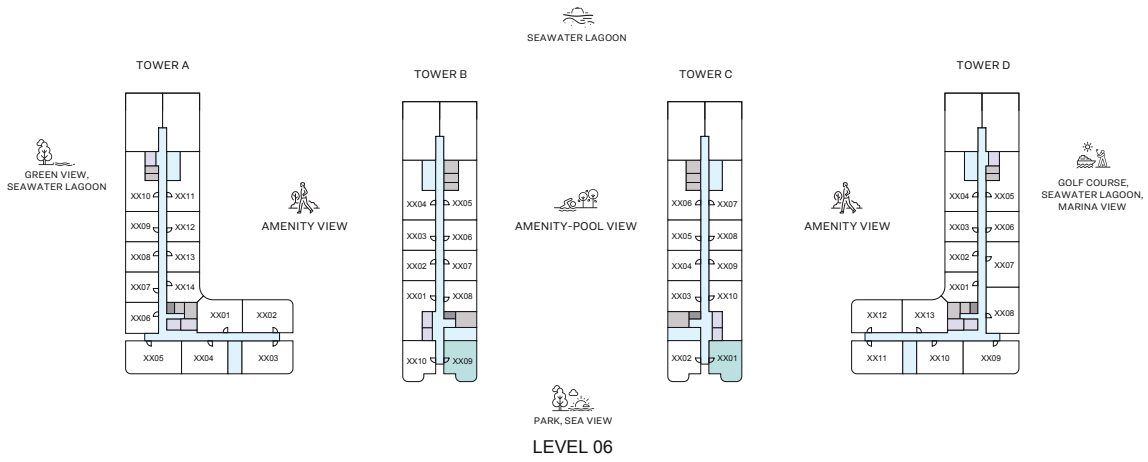 SEAWATER LAGOON
TOWER A
TOWER B
TOWER C
TOWER D
GREEN VIEW,
SEAWATER LAGOON
AMENITY VIEW
AMENITY-POOL VIEW
AMENITY VIEW
GOLF COURSE,
SEAWATER LAGOON,
MARINA VIEW
XX10 XX11
XX09 XX12
XX08 XX13
XX07 XX14
XX06 XX01 XX02
XX05 XX04 XX03
XX04 XX05
XX03 XX06
XX02 XX07
XX01 XX08
XX10 XX09
XX06 XX07
XX05 XX08
XX04 XX09
XX03 XX10
XX02 XX01
XX04 XX05
XX03 XX06
XX02 XX07
XX01
XX12 XX13 XX08
XX11 XX10 XX09
PARK, SEA VIEW
LEVEL 06